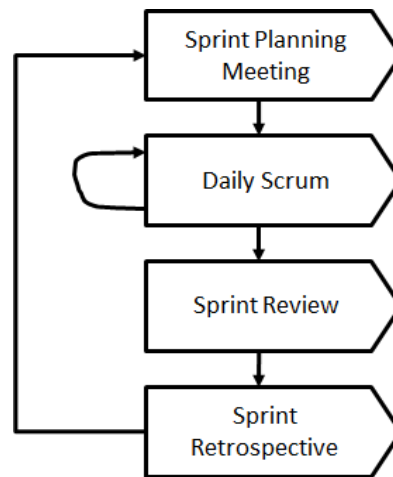 Sprint Planning
Meeting
Daily Scrum
Sprint Review
Sprint
Retrospective